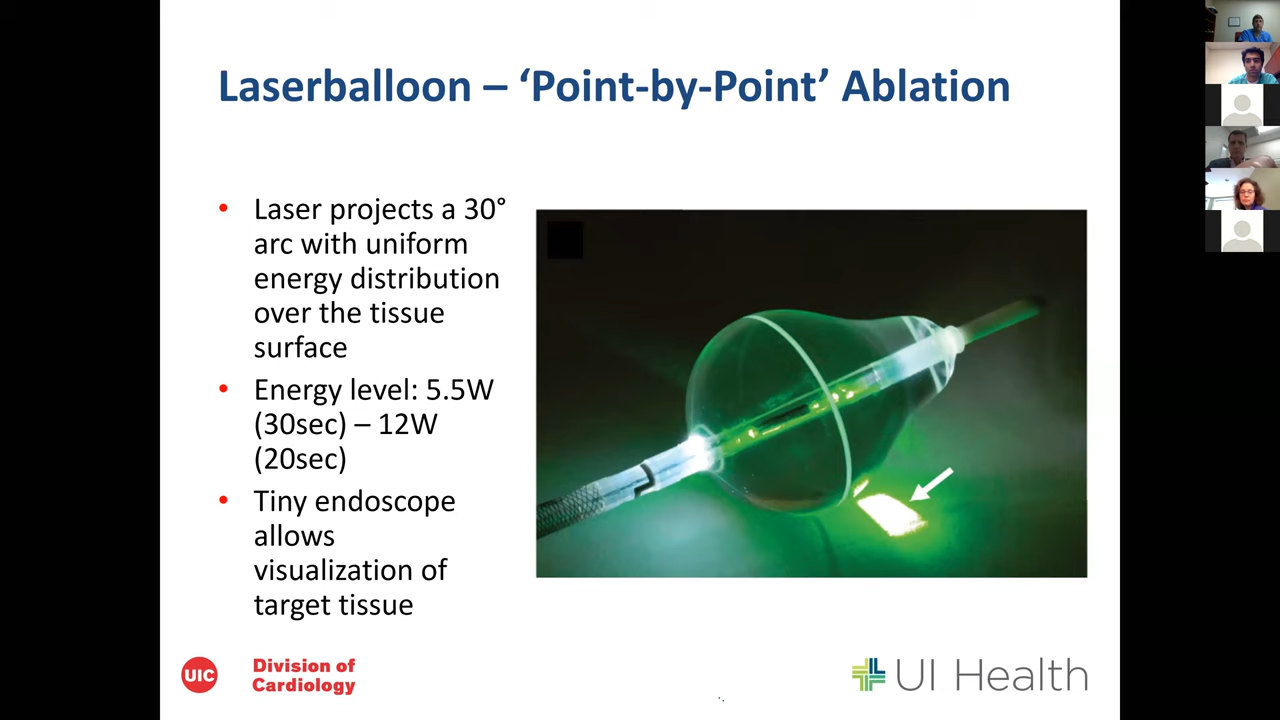 Laserballoon – ‘Point-by-Point’ Ablation
• Laser projects a 30°
arc with uniform
energy distribution
over the tissue
surface
• Energy level: 5.5W
(30sec) – 12W
(20sec)
• Tiny endoscope
allows
visualization of
target tissue
UIC
Division of
Cardiology
UI Health